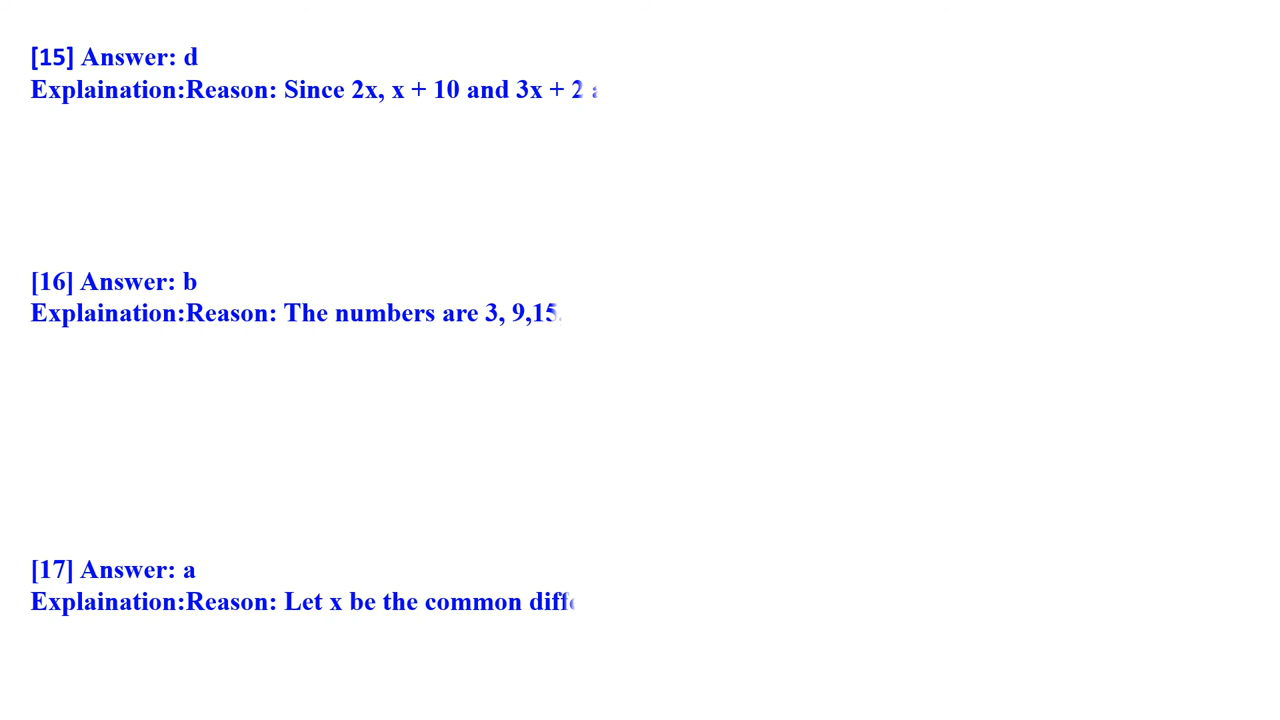 [15] Answer: d
Explaination:Reason: Since 2x, x + 10 and 3x + 2
[16] Answer: b
Explaination:Reason: The numbers are 3, 9,15
[17] Answer: a
Explaination:Reason: Let x be the common